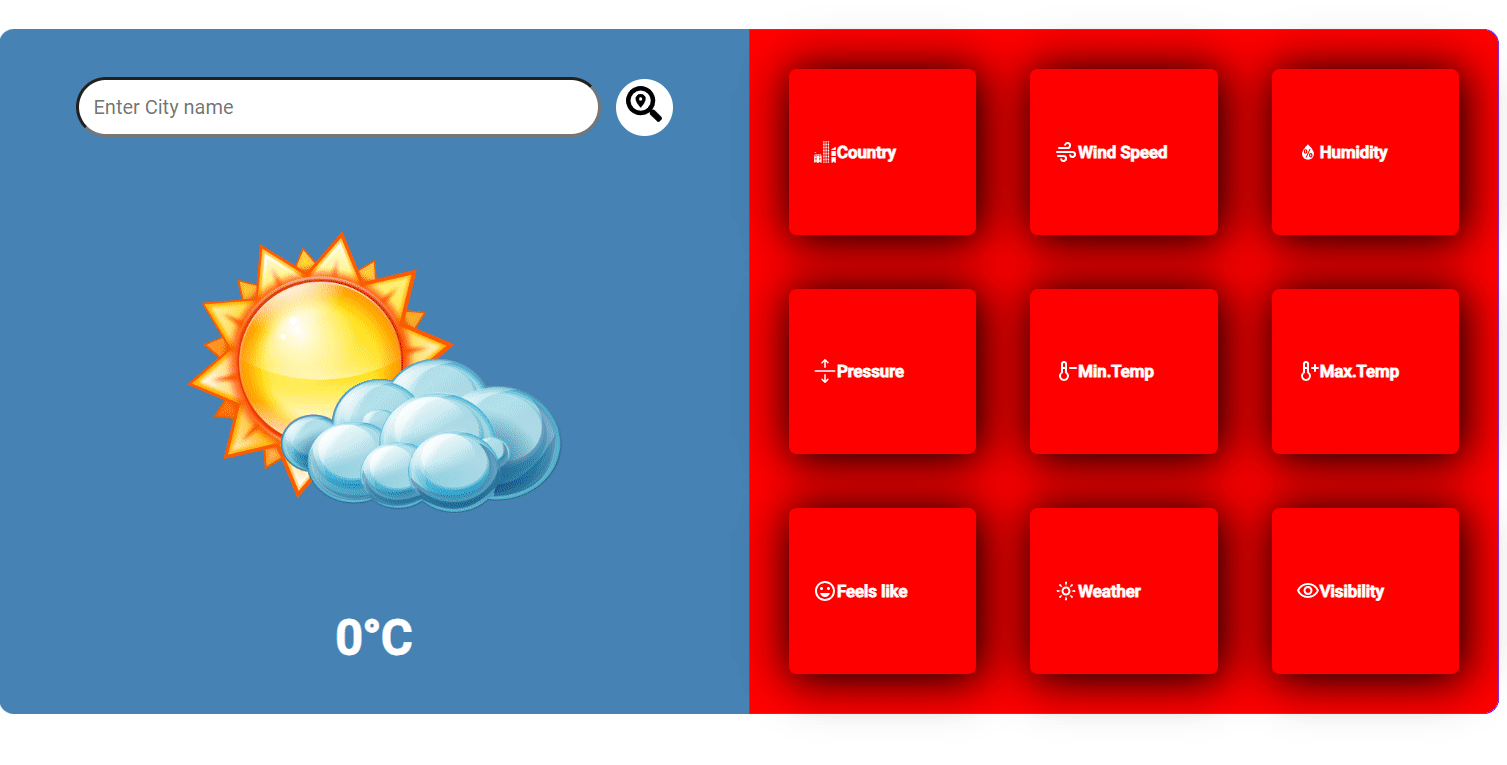 Enter City name
Country
Wind Speed
Humidity
Pressure
Min.Temp
Max.Temp
Feels like
Weather
Visibility
0°C